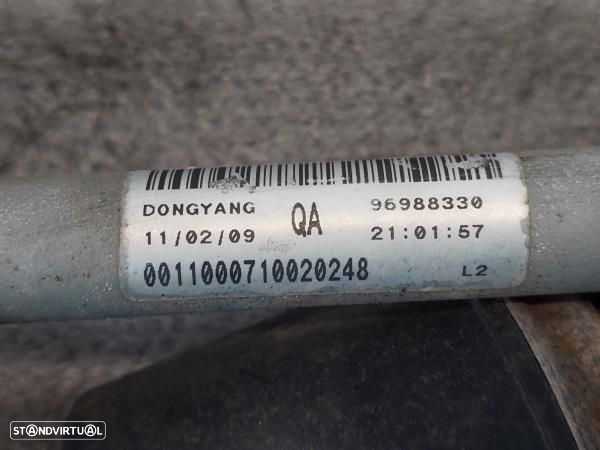 DONGYANG QA 96988330
11/02/09 21:01:57
0011000710020248 L2
STANDVIRTUAL